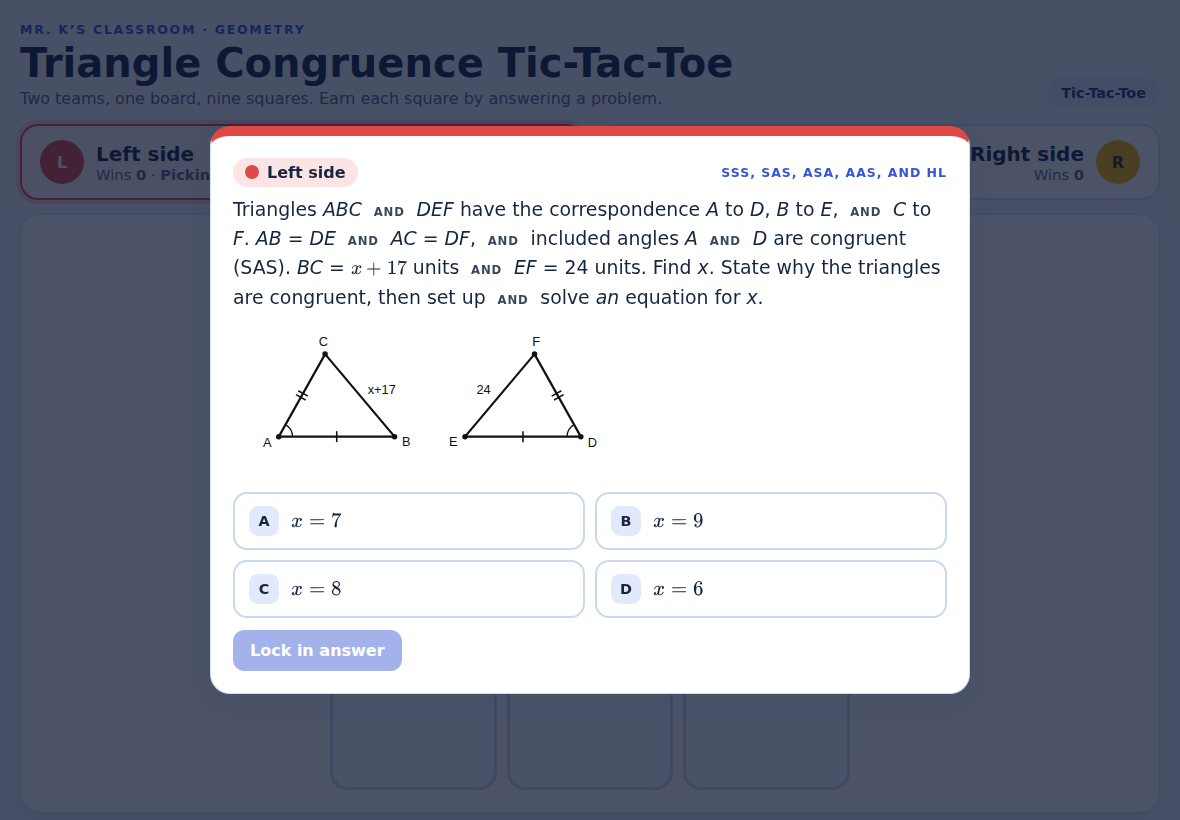 MR. K'S CLASSROOM · GEOMETRY
Triangle Congruence Tic-Tac-Toe
Two teams, one board, nine squares. Earn each square by answering a problem.
Tic-Tac-Toe
L
Left side
Wins 0 · Pickin
Right side
Wins 0
R
Left side
SSS, SAS, ASA, AAS, AND HL
Triangles ABC AND DEF have the correspondence A to D, B to E, AND C to
F. AB = DE AND AC = DF, AND included angles A AND D are congruent
(SAS). BC = x + 17 units AND EF = 24 units. Find x. State why the triangles
are congruent, then set up AND solve an equation for x.
C
F
x+17
24
A
B
E
D
A x = 7
B x = 9
C x = 8
D x = 6
Lock in answer